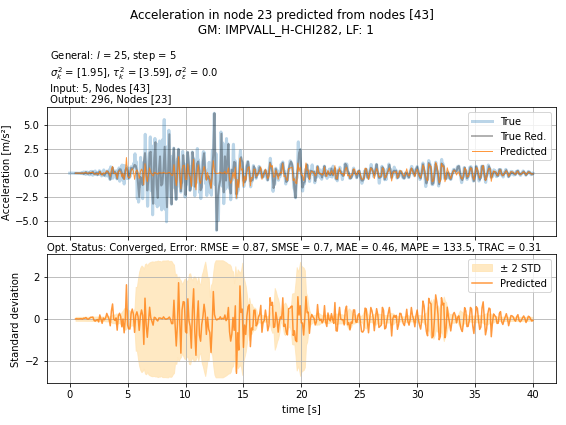 Acceleration in node 23 predicted from nodes [43]
GM: IMPVALL_H-CHI282, LF: 1
General: l = 25, step = 5
σ²ₖ = [1.95], τ²ₖ = [3.59], σ²ε = 0.0
Input: 5, Nodes [43]
Output: 296, Nodes [23]
Acceleration [m/s²]
5.0
2.5
0.0
−2.5
−5.0
True
True Red.
Predicted
Opt. Status: Converged, Error: RMSE = 0.87, SMSE = 0.7, MAE = 0.46, MAPE = 133.5, TRAC = 0.31
Standard deviation
2
0
−2
± 2 STD
Predicted
0 5 10 15 20 25 30 35 40
time [s]